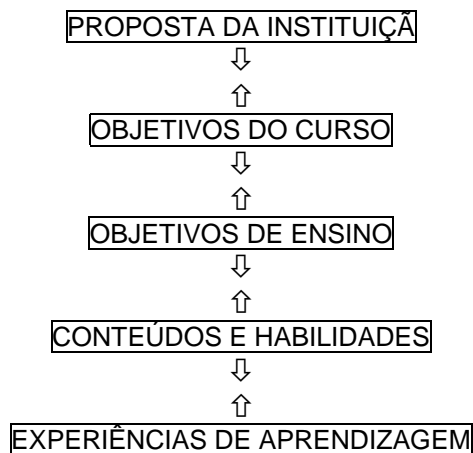 PROPOSTA DA INSTITUIÇÃ
⇩
⇧
OBJETIVOS DO CURSO
⇩
⇧
OBJETIVOS DE ENSINO
⇩
⇧
CONTEÚDOS E HABILIDADES
⇩
⇧
EXPERIÊNCIAS DE APRENDIZAGEM